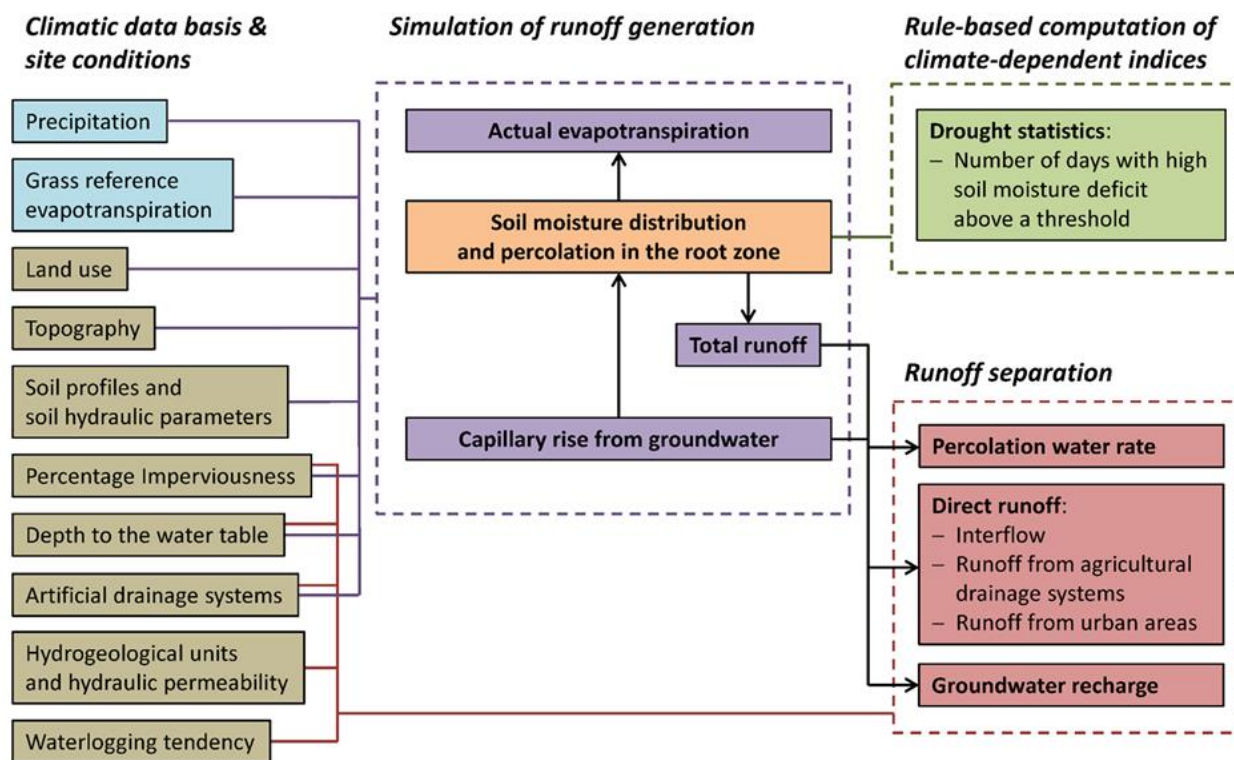 Climatic data basis &
site conditions
Precipitation
Grass reference
evapotranspiration
Land use
Topography
Soil profiles and
soil hydraulic parameters
Percentage Imperviousness
Depth to the water table
Artificial drainage systems
Hydrogeological units
and hydraulic permeability
Waterlogging tendency
Simulation of runoff generation
Actual evapotranspiration
Soil moisture distribution
and percolation in the root zone
Total runoff
Capillary rise from groundwater
Rule-based computation of
climate-dependent indices
Drought statistics:
– Number of days with high
soil moisture deficit
above a threshold
Runoff separation
Percolation water rate
Direct runoff:
– Interflow
– Runoff from agricultural
drainage systems
– Runoff from urban areas
Groundwater recharge